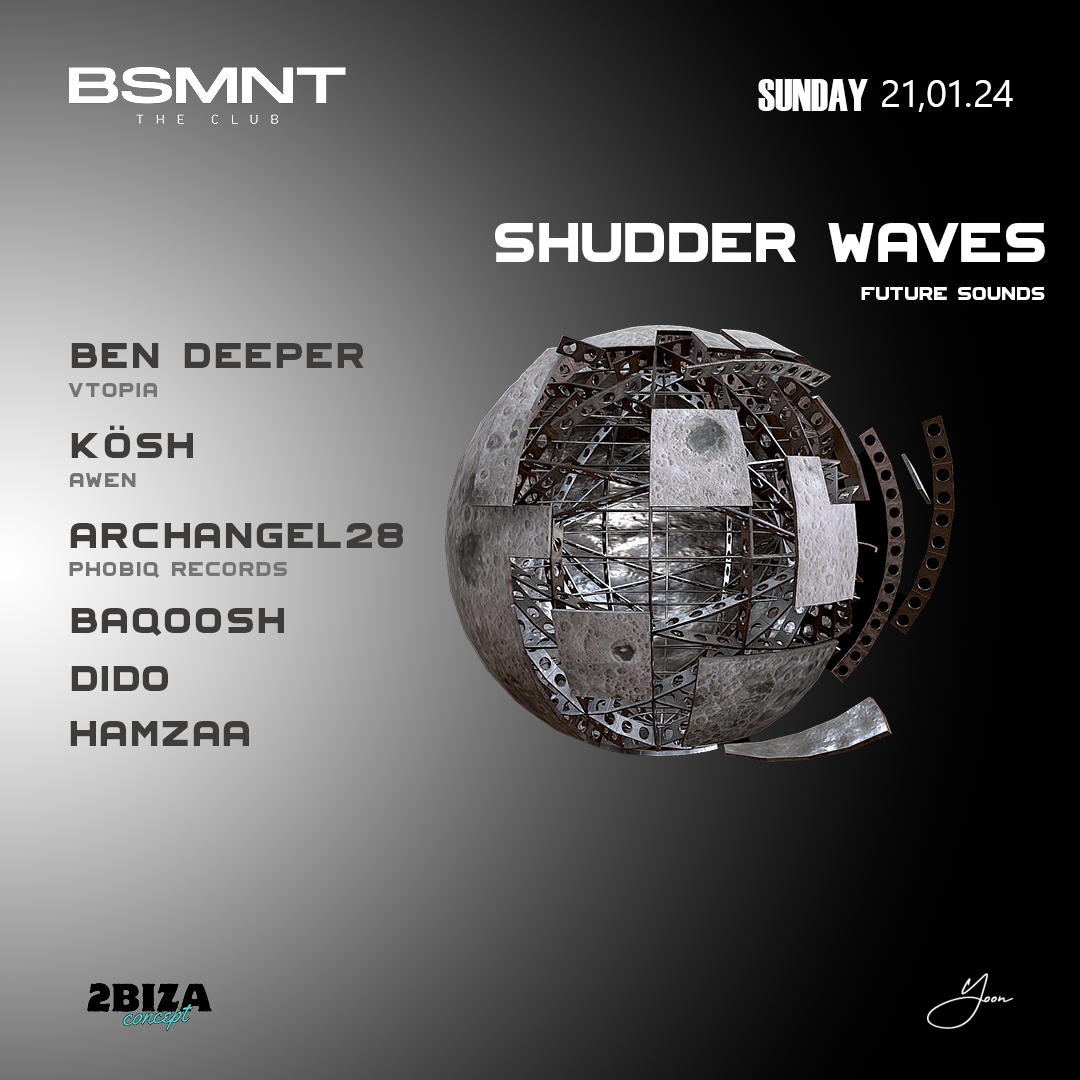 BSMNT
THE CLUB
SUNDAY 21,01.24
SHUDDER WAVES
FUTURE SOUNDS
BEN DEEPER
VTOPIA
KÖSH
AWEN
ARCHANGEL28
PHOBIQ RECORDS
BAQOOSH
DIDO
HAMZAA
2BIZA
concept
Yoon